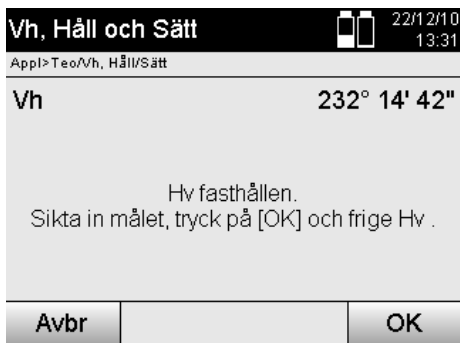 Vh, Håll och Sätt
22/12/10
13:31
Appl>Teo/Vh, Håll/Sätt
Vh 232° 14' 42"
Hv fasthållen.
Sikta in målet, tryck på [OK] och frige Hv .
Avbr OK